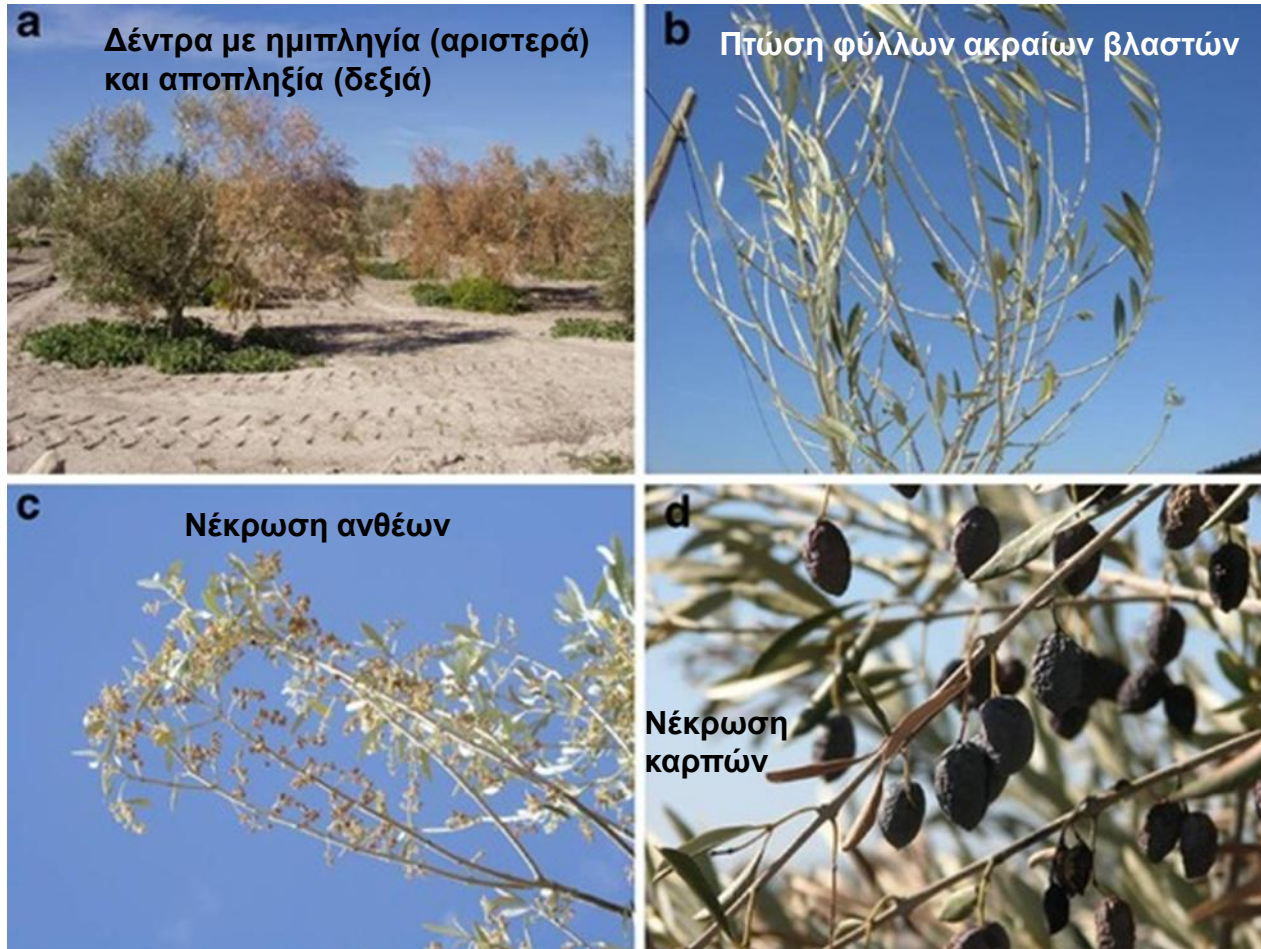 a
Δέντρα με ημιπληγία (αριστερά)
και αποπληξία (δεξιά)
b
Πτώση φύλλων ακραίων βλαστών
c
Νέκρωση ανθέων
d
Νέκρωση
καρπών